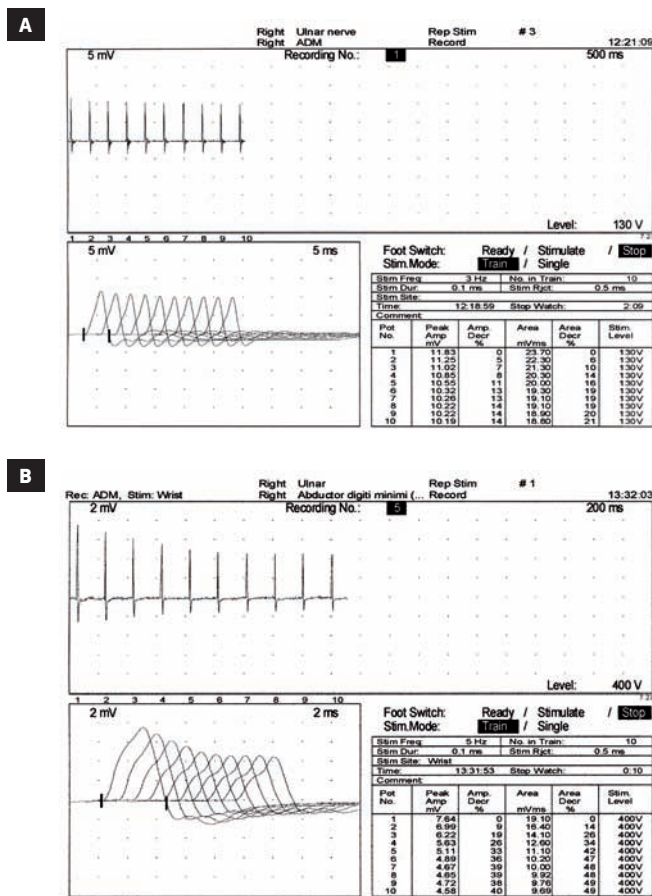 A
Right Ulnar nerve Rep Stim # 3
Right ADM Record 12:21:09
5 mV Recording No.: 1 500 ms
Level: 130 V
1 2 3 4 5 6 7 8 9 10
5 mV 5 ms
Foot Switch: Ready / Stimulate / Stop
Stim.Mode: Train / Single
Stim Freq: 3 Hz No. in Train: 10
Stim Dur: 0.1 ms Stim Rjct: 0.5 ms
Stim Site:
Time: 12:18:59 Stop Watch: 2:09
Comment:
Pot No. Peak Amp mV Amp. Decr % Area mVms Area Decr % Stim. Level
1 11.83 0 23.70 0 130V
2 11.25 5 22.30 6 130V
3 11.02 7 21.30 10 130V
4 10.85 8 20.30 14 130V
5 10.55 11 20.00 16 130V
6 10.32 13 19.30 19 130V
7 10.26 13 19.10 19 130V
8 10.22 14 19.10 19 130V
9 10.22 14 18.90 20 130V
10 10.19 14 18.80 21 130V
B
Right Ulnar Rep Stim # 1
Rec: ADM, Stim: Wrist Right Abductor digiti minimi (... Record 13:32:03
2 mV Recording No.: 5 200 ms
Level: 400 V
1 2 3 4 5 6 7 8 9 10
2 mV 2 ms
Foot Switch: Ready / Stimulate / Stop
Stim.Mode: Train / Single
Stim Freq: 5 Hz No. in Train: 10
Stim Dur: 0.1 ms Stim Rjct: 0.5 ms
Stim Site: Wrist
Time: 13:31:53 Stop Watch: 0:10
Comment:
Pot No. Peak Amp mV Amp. Decr % Area mVms Area Decr % Stim. Level
1 7.64 0 19.10 0 400V
2 6.99 9 16.40 14 400V
3 6.22 19 14.10 26 400V
4 5.63 26 12.60 34 400V
5 5.11 33 11.10 42 400V
6 4.89 36 10.20 47 400V
7 4.67 39 10.00 48 400V
8 4.65 39 9.92 48 400V
9 4.72 38 9.76 49 400V
10 4.58 40 9.69 49 400V